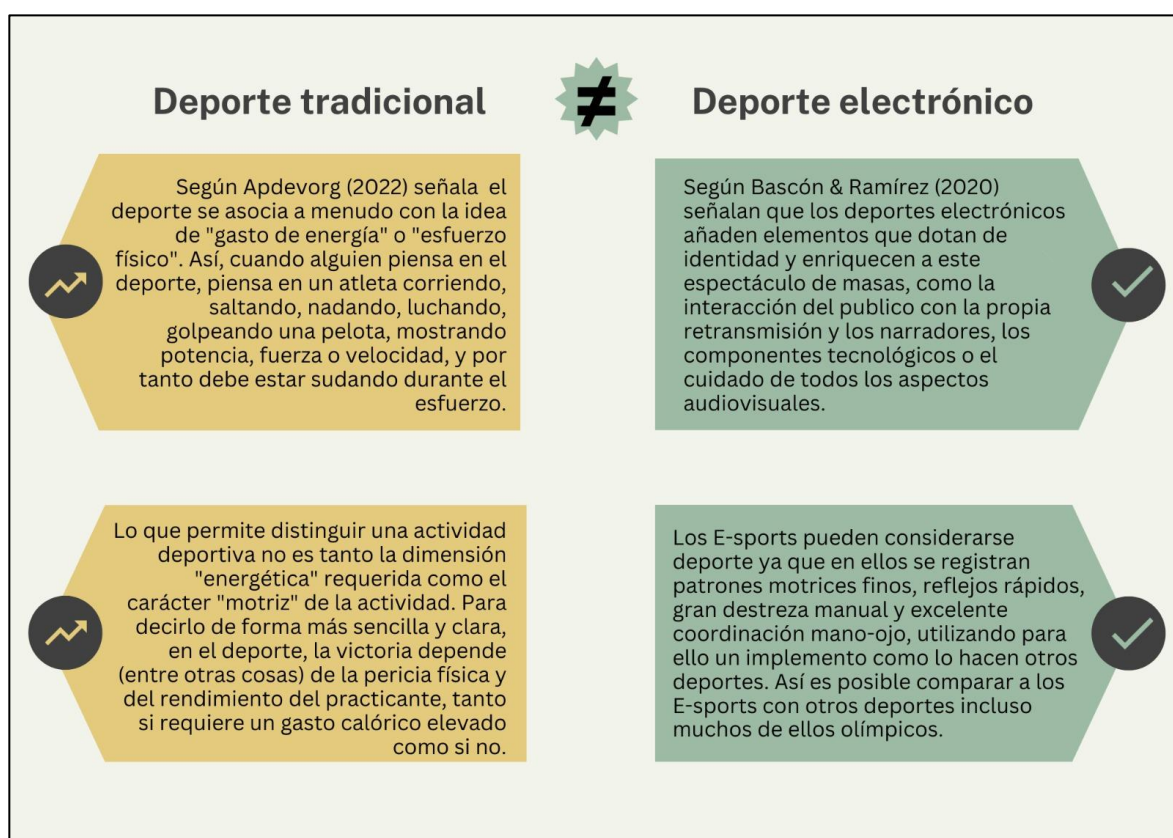 Deporte tradicional
≠
Deporte electrónico
Según Apdevorg (2022) señala el
deporte se asocia a menudo con la idea
de "gasto de energía" o "esfuerzo
físico". Así, cuando alguien piensa en el
deporte, piensa en un atleta corriendo,
saltando, nadando, luchando,
golpeando una pelota, mostrando
potencia, fuerza o velocidad, y por
tanto debe estar sudando durante el
esfuerzo.
Según Bascón & Ramírez (2020)
señalan que los deportes electrónicos
añaden elementos que dotan de
identidad y enriquecen a este
espectáculo de masas, como la
interacción del publico con la propia
retransmisión y los narradores, los
componentes tecnológicos o el
cuidado de todos los aspectos
audiovisuales.
Lo que permite distinguir una actividad
deportiva no es tanto la dimensión
"energética" requerida como el
carácter "motriz" de la actividad. Para
decirlo de forma más sencilla y clara,
en el deporte, la victoria depende
(entre otras cosas) de la pericia física y
del rendimiento del practicante, tanto
si requiere un gasto calórico elevado
como si no.
Los E-sports pueden considerarse
deporte ya que en ellos se registran
patrones motrices finos, reflejos rápidos,
gran destreza manual y excelente
coordinación mano-ojo, utilizando para
ello un implemento como lo hacen otros
deportes. Así es posible comparar a los
E-sports con otros deportes incluso
muchos de ellos olímpicos.